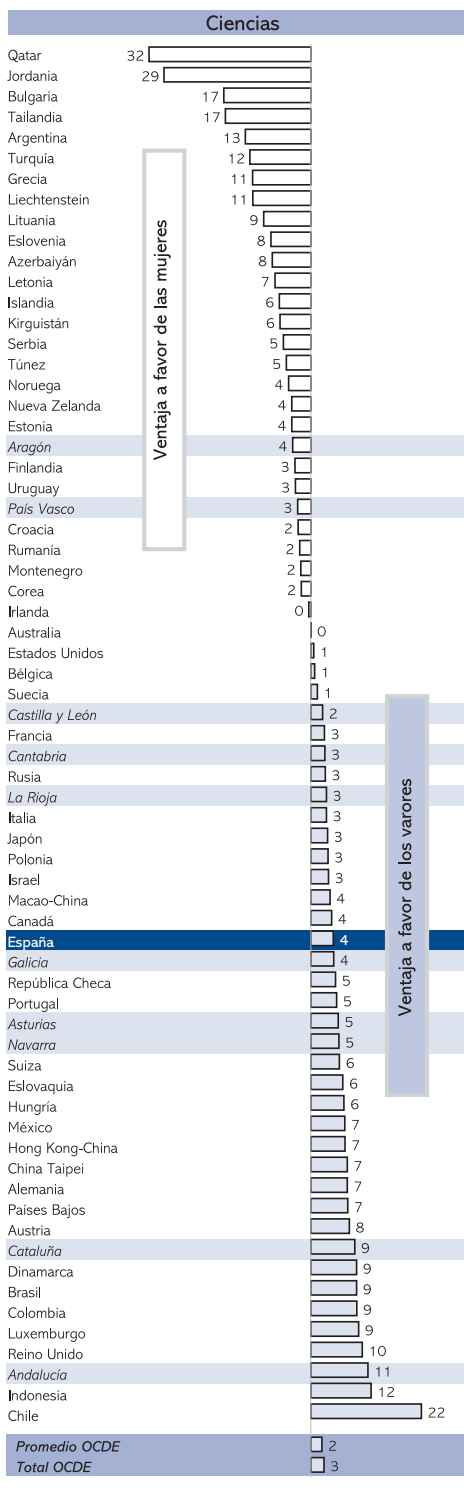 Ciencias
Qatar 32
Jordania 29
Bulgaria 17
Tailandia 17
Argentina 13
Turquía 12
Grecia 11
Liechtenstein 11
Lituania 9
Eslovenia 8
Azerbaiyán 8
Letonia 7
Islandia 6
Kirguistán 6
Serbia 5
Túnez 5
Noruega 4
Nueva Zelanda 4
Estonia 4
Aragón 4
Finlandia 3
Uruguay 3
País Vasco 3
Croacia 2
Rumanía 2
Montenegro 2
Corea 2
Irlanda 0
Australia 0
Estados Unidos 1
Bélgica 1
Suecia 1
Castilla y León 2
Francia 3
Cantabria 3
Rusia 3
La Rioja 3
Italia 3
Japón 3
Polonia 3
Israel 3
Macao-China 4
Canadá 4
España 4
Galicia 4
República Checa 5
Portugal 5
Asturias 5
Navarra 5
Suiza 6
Eslovaquia 6
Hungría 6
México 7
Hong Kong-China 7
China Taipei 7
Alemania 7
Países Bajos 7
Austria 8
Cataluña 9
Dinamarca 9
Brasil 9
Colombia 9
Luxemburgo 9
Reino Unido 10
Andalucía 11
Indonesia 12
Chile 22
Promedio OCDE 2
Total OCDE 3
Ventaja a favor de las mujeres
Ventaja a favor de los varores